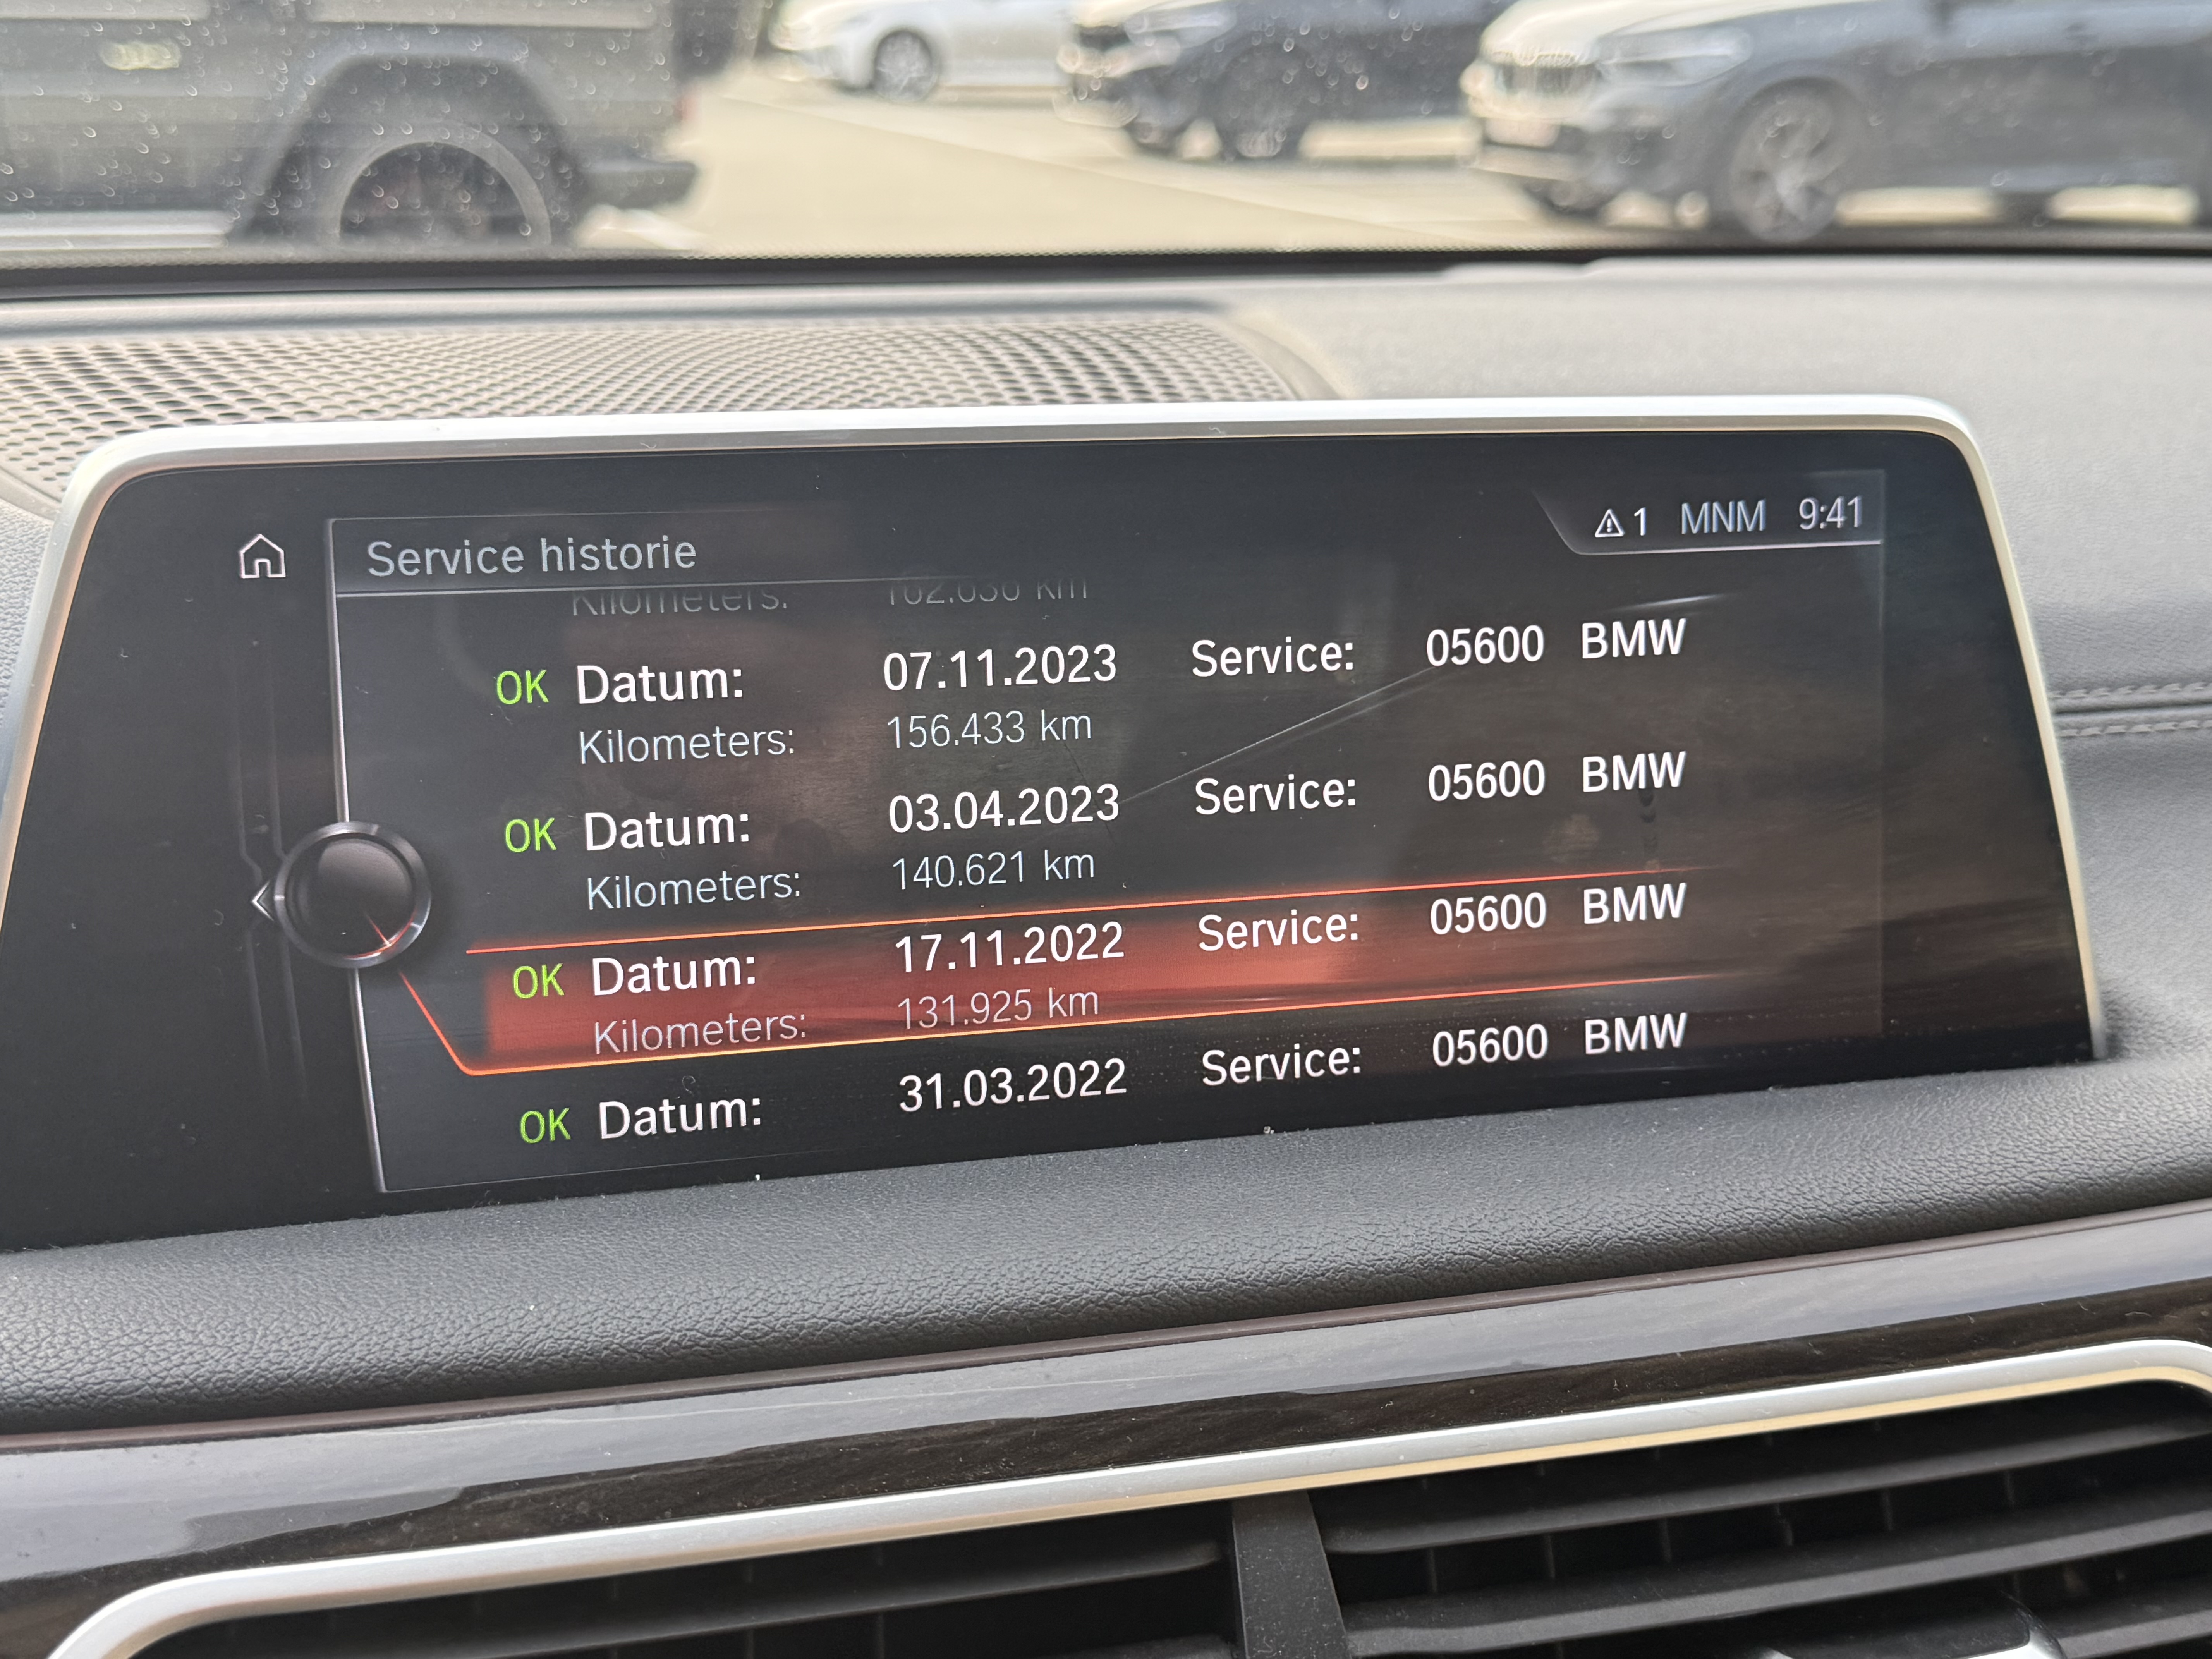 Service historie
⚠ 1 MNM 9:41
Kilometers: km
OK Datum: 07.11.2023 Service: 05600 BMW
Kilometers: 156.433 km
OK Datum: 03.04.2023 Service: 05600 BMW
Kilometers: 140.621 km
OK Datum: 17.11.2022 Service: 05600 BMW
Kilometers: 131.925 km
OK Datum: 31.03.2022 Service: 05600 BMW